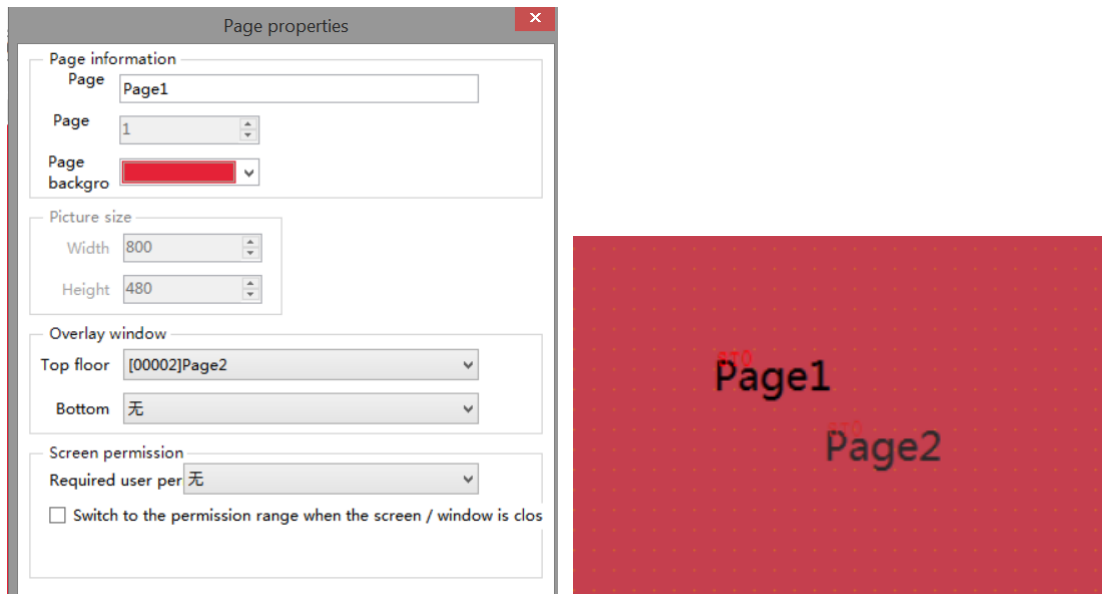 Page properties
Page information
Page
Page1
Page
1
Page
backgro
Picture size
Width
800
Height
480
Overlay window
Top floor
[00002]Page2
Bottom
无
Screen permission
Required user per
无
Switch to the permission range when the screen / window is clos
ST0
Page1
ST0
Page2